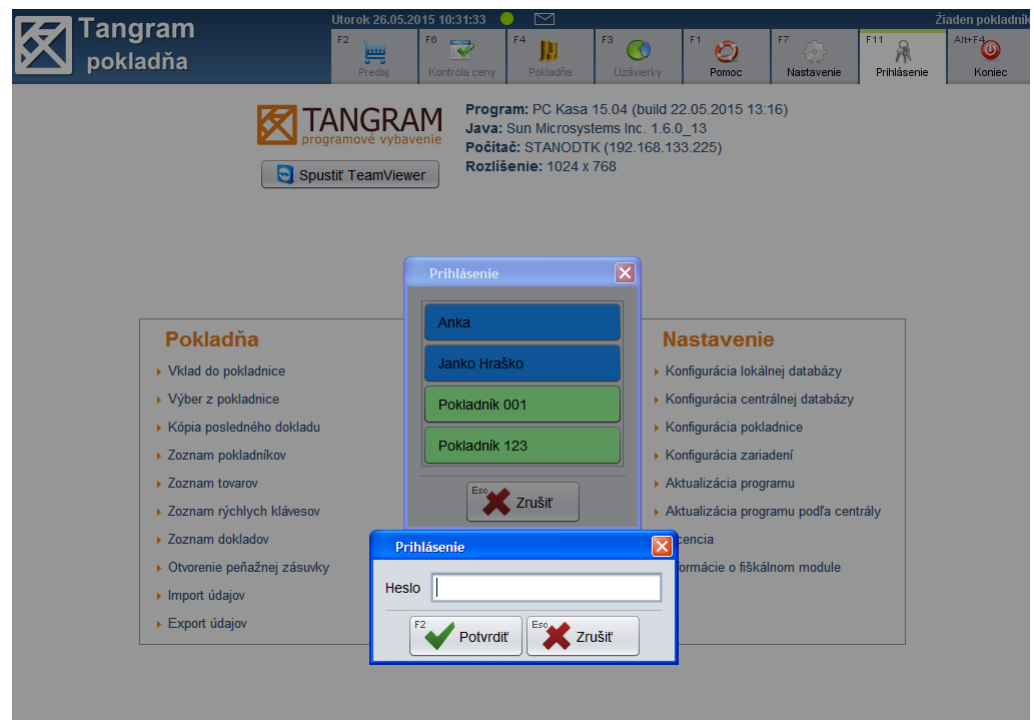 Tangram
pokladňa
Utorok 26.05.2015 10:31:33
Žiaden pokladník
F2 Predaj
F6 Kontrola ceny
F4 Pokladňa
F3 Uzávierky
F1 Pomoc
F7 Nastavenie
F11 Prihlásenie
Alt+F4 Koniec
TANGRAM
programové vybavenie
Spustiť TeamViewer
Program: PC Kasa 15.04 (build 22.05.2015 13:16)
Java: Sun Microsystems Inc. 1.6.0_13
Počítač: STANODTK (192.168.133.225)
Rozlíšenie: 1024 x 768
Pokladňa
Vklad do pokladnice
Výber z pokladnice
Kópia posledného dokladu
Zoznam pokladníkov
Zoznam tovarov
Zoznam rýchlych klávesov
Zoznam dokladov
Otvorenie peňažnej zásuvky
Import údajov
Export údajov
Prihlásenie
Anka
Janko Hraško
Pokladník 001
Pokladník 123
Esc Zrušiť
Nastavenie
Konfigurácia lokálnej databázy
Konfigurácia centrálnej databázy
Konfigurácia pokladnice
Konfigurácia zariadení
Aktualizácia programu
Aktualizácia programu podľa centrály
cencia
ormácie o fiškálnom module
Prihlásenie
Heslo
F2 Potvrdiť
Esc Zrušiť